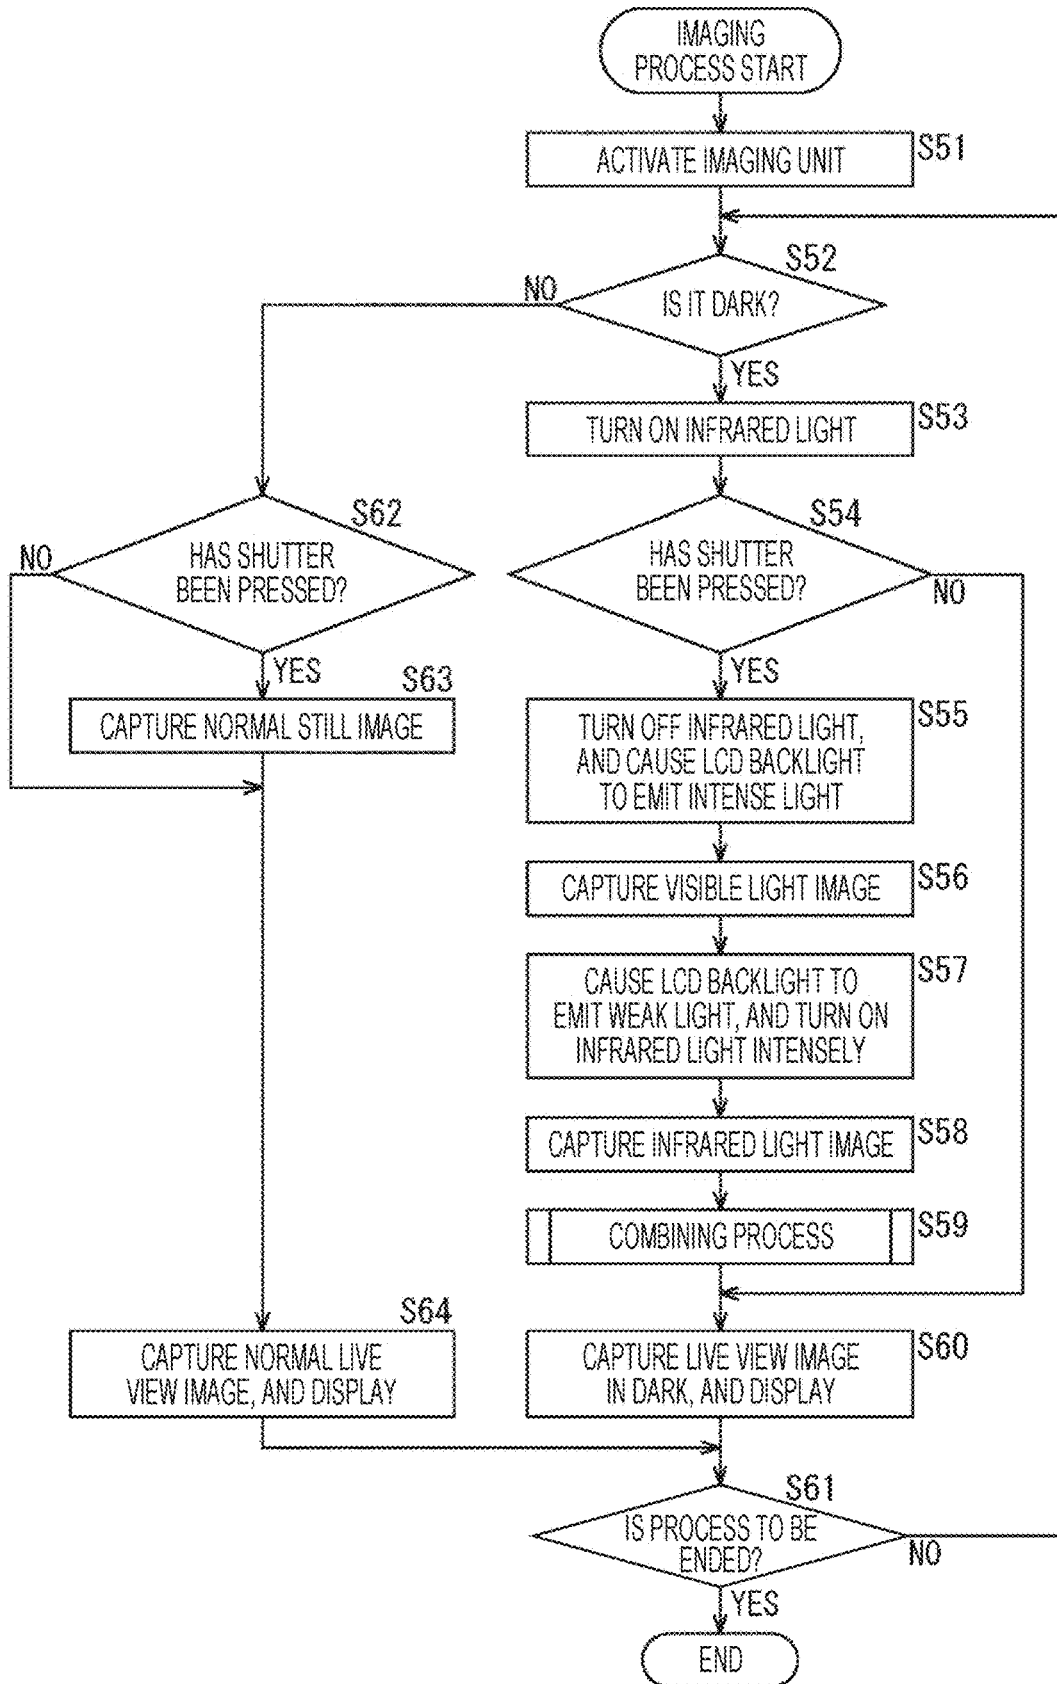 IMAGING
PROCESS START
ACTIVATE IMAGING UNIT
S51
S52
IS IT DARK?
NO
YES
TURN ON INFRARED LIGHT
S53
S62
HAS SHUTTER
BEEN PRESSED?
NO
YES
S54
HAS SHUTTER
BEEN PRESSED?
NO
YES
S63
CAPTURE NORMAL STILL IMAGE
TURN OFF INFRARED LIGHT,
AND CAUSE LCD BACKLIGHT
TO EMIT INTENSE LIGHT
S55
CAPTURE VISIBLE LIGHT IMAGE
S56
CAUSE LCD BACKLIGHT TO
EMIT WEAK LIGHT, AND TURN ON
INFRARED LIGHT INTENSELY
S57
CAPTURE INFRARED LIGHT IMAGE
S58
COMBINING PROCESS
S59
S64
CAPTURE NORMAL LIVE
VIEW IMAGE, AND DISPLAY
CAPTURE LIVE VIEW IMAGE
IN DARK, AND DISPLAY
S60
S61
IS PROCESS TO BE
ENDED?
NO
YES
END